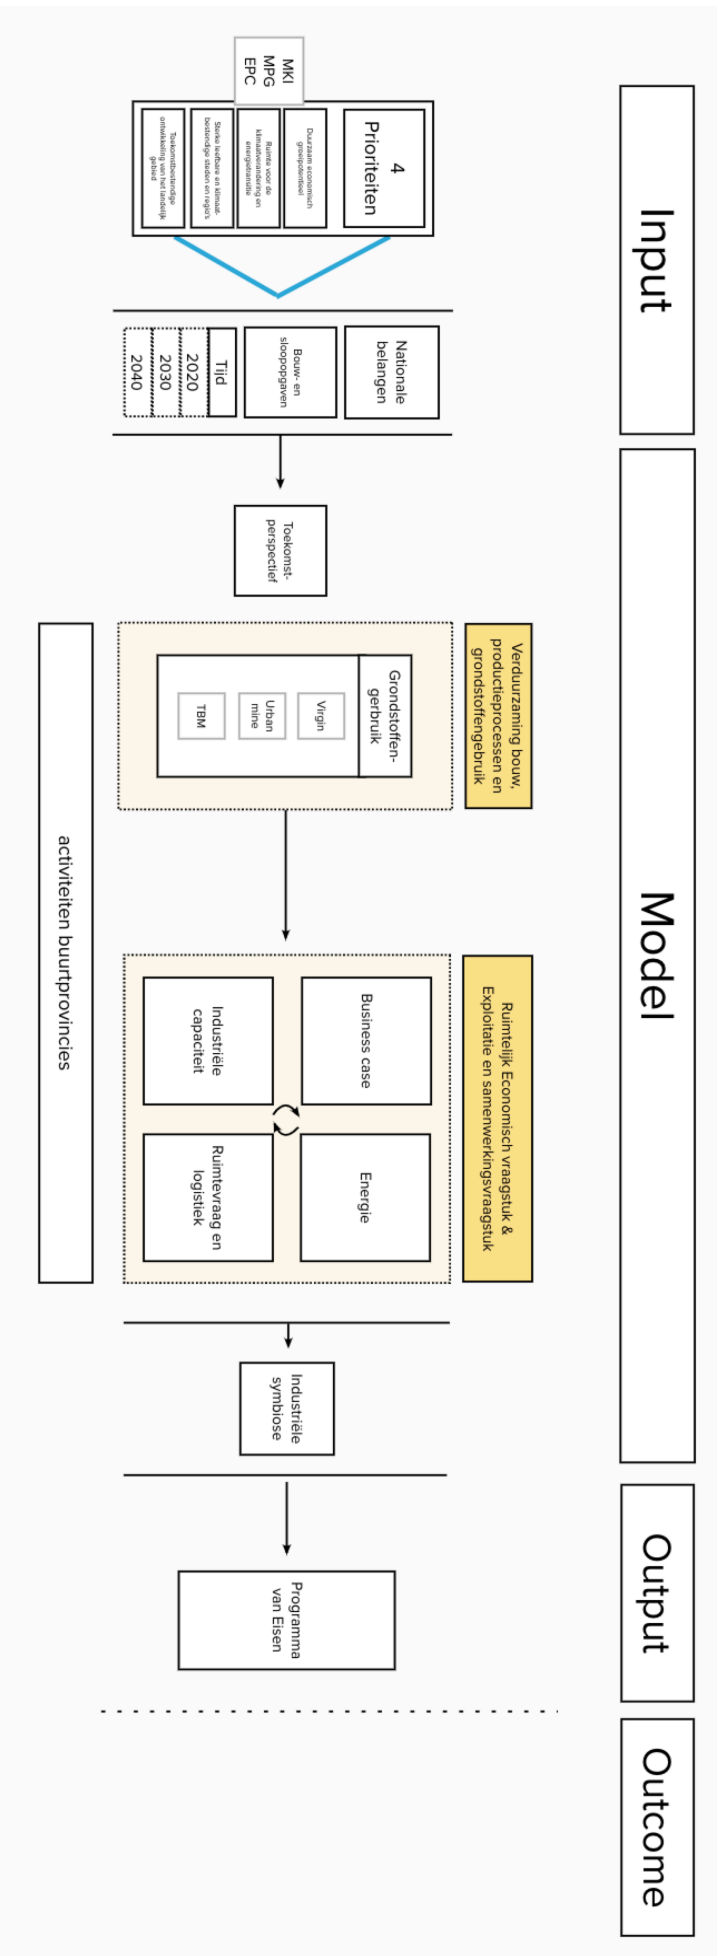 Input
Model
Output
Outcome
4
Prioriteiten
Duurzaam economisch
groeipotentieel
Ruimte voor de
klimaatverandering en
energietransitie
Sterke leefbare en klimaat-
bestendige steden en regio's
Toekomstbestendige
ontwikkeling van het landelijk
gebied
MKI
MPG
EPC
Nationale
belangen
Bouw- en
sloopopgaven
Tijd
2020
2030
2040
Toekomst-
perspectief
Verduurzaming bouw,
productieprocessen en
grondstoffengebruik
Grondstoffen-
gerbruik
Virgin
Urban
mine
TBM
Ruimtelijk Economisch vraagstuk &
Exploitatie en samenwerkingsvraagstuk
Business case
Energie
Industriële
capaciteit
Ruimtevraag en
logistiek
activiteiten buurtprovincies
Industriële
symbiose
Programma
van Eisen